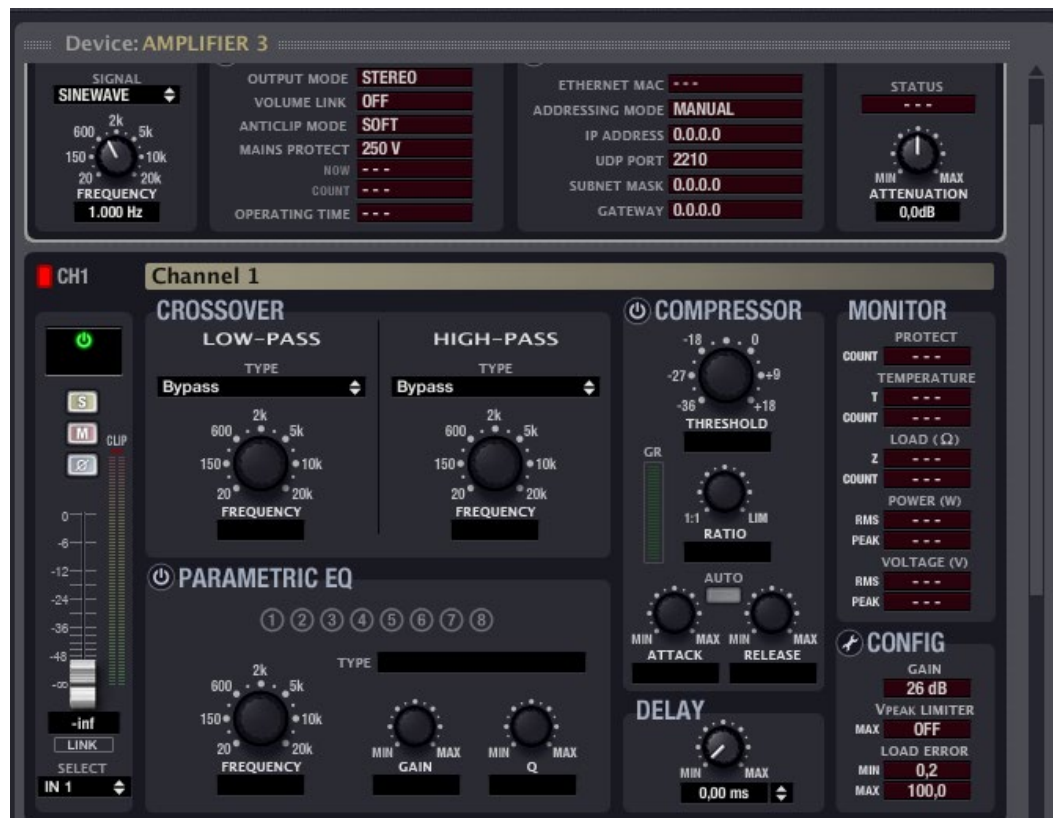 Device: AMPLIFIER 3
SIGNAL
SINEWAVE
2k
600 5k
150 10k
20 20k
FREQUENCY
1.000 Hz
OUTPUT MODE STEREO
VOLUME LINK OFF
ANTICLIP MODE SOFT
MAINS PROTECT 250 V
NOW - - -
COUNT - - -
OPERATING TIME - - -
ETHERNET MAC - - -
ADDRESSING MODE MANUAL
IP ADDRESS 0.0.0.0
UDP PORT 2210
SUBNET MASK 0.0.0.0
GATEWAY 0.0.0.0
STATUS
- - -
MIN MAX
ATTENUATION
0,0dB
CH1
Channel 1
S
M
Ø
CLIP
0
-6
-12
-24
-36
-48
-∞
-inf
LINK
SELECT
IN 1
CROSSOVER
LOW-PASS
TYPE
Bypass
2k
600 5k
150 10k
20 20k
FREQUENCY
HIGH-PASS
TYPE
Bypass
2k
600 5k
150 10k
20 20k
FREQUENCY
PARAMETRIC EQ
1 2 3 4 5 6 7 8
TYPE
2k
600 5k
150 10k
20 20k
FREQUENCY
MIN MAX
GAIN
MIN MAX
Q
COMPRESSOR
-18 0
-27 +9
-36 +18
THRESHOLD
GR
1:1 LIM
RATIO
AUTO
MIN MAX MIN MAX
ATTACK RELEASE
DELAY
MIN MAX
0,00 ms
MONITOR
PROTECT
COUNT - - -
TEMPERATURE
T - - -
COUNT - - -
LOAD (Ω)
Z - - -
COUNT - - -
POWER (W)
RMS - - -
PEAK - - -
VOLTAGE (V)
RMS - - -
PEAK - - -
CONFIG
GAIN
26 dB
VPEAK LIMITER
MAX OFF
LOAD ERROR
MIN 0,2
MAX 100,0